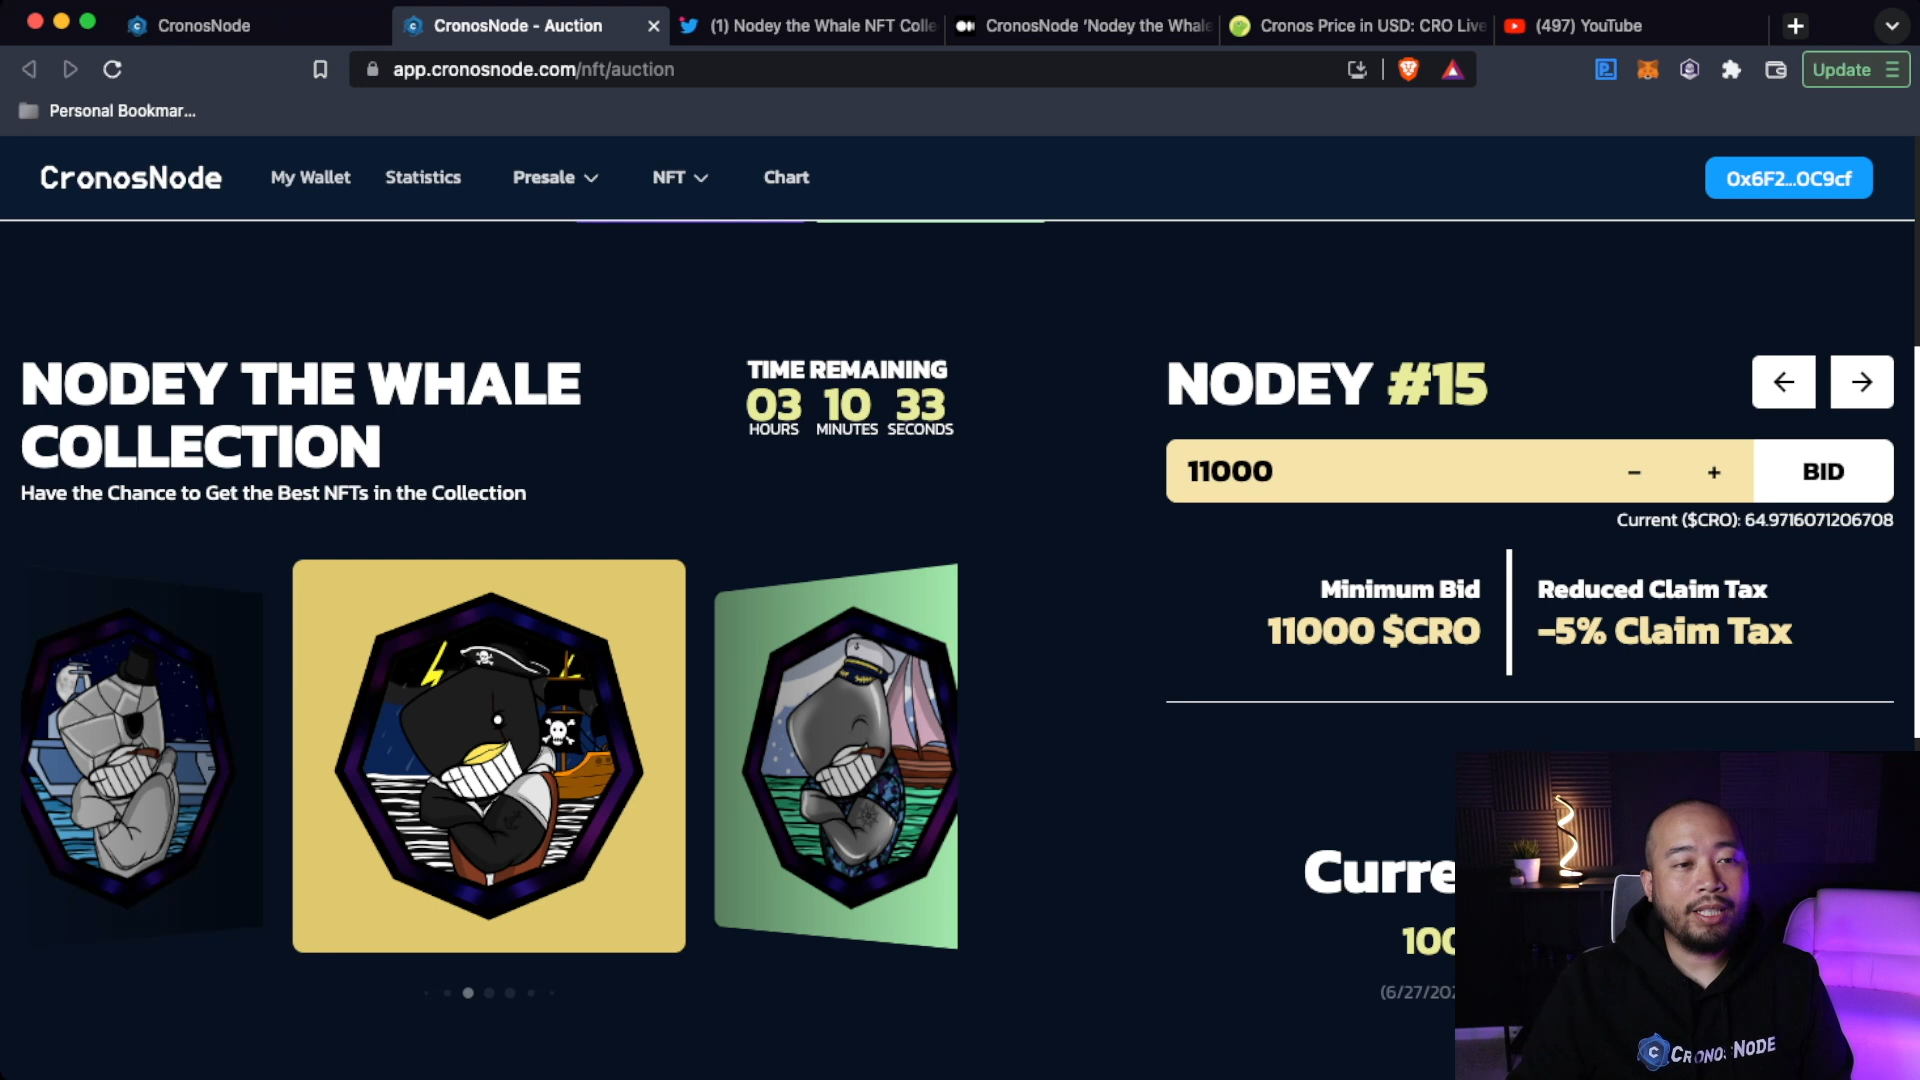 CronosNode
CronosNode - Auction
(1) Nodey the Whale NFT Colle
CronosNode 'Nodey the Whale
Cronos Price in USD: CRO Live
(497) YouTube
app.cronosnode.com/nft/auction
Update
Personal Bookmar...
CronosNode
My Wallet
Statistics
Presale
NFT
Chart
0x6F2...0C9cf
NODEY THE WHALE
COLLECTION
Have the Chance to Get the Best NFTs in the Collection
TIME REMAINING
03 10 33
HOURS MINUTES SECONDS
NODEY #15
11000
- +
BID
Current ($CRO): 64.9716071206708
Minimum Bid
11000 $CRO
Reduced Claim Tax
-5% Claim Tax
Curre
100
(6/27/202
CRONOSNODE